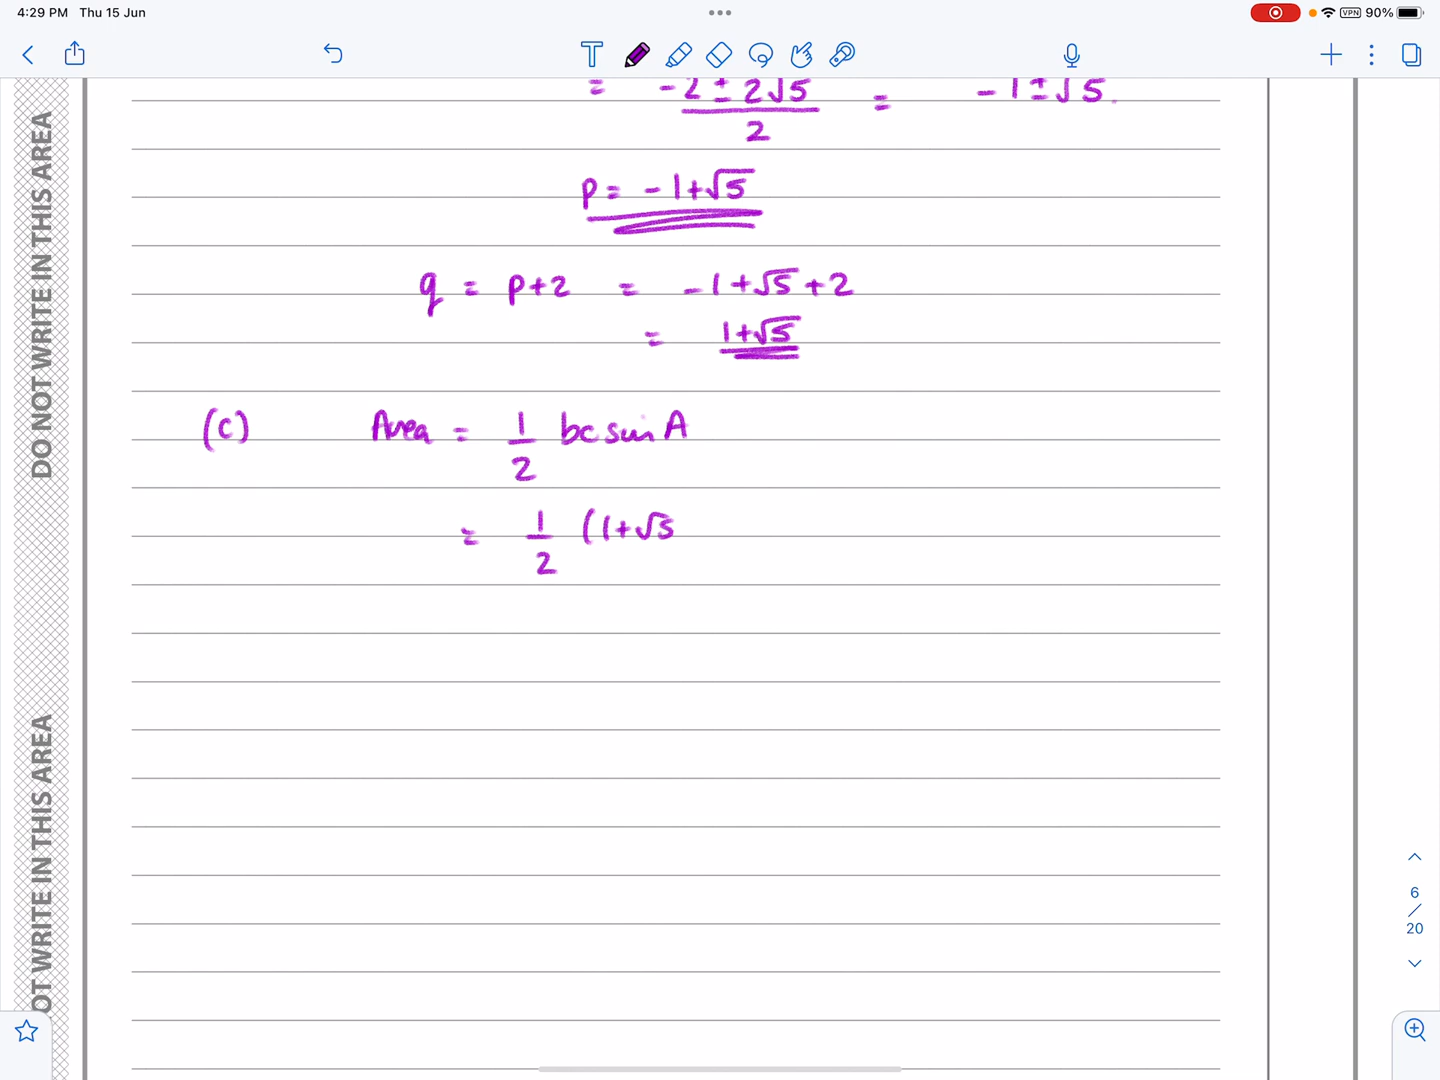 4:29 PM Thu 15 Jun
VPN 90%
T
= -2 ± 2√5 / 2 = -1 ± √5.
p = -1+√5
q = p+2 = -1+√5 +2
= 1+√5
(c) Area = 1/2 bc sin A
= 1/2 (1+√5
DO NOT WRITE IN THIS AREA
OT WRITE IN THIS AREA
6
/
20